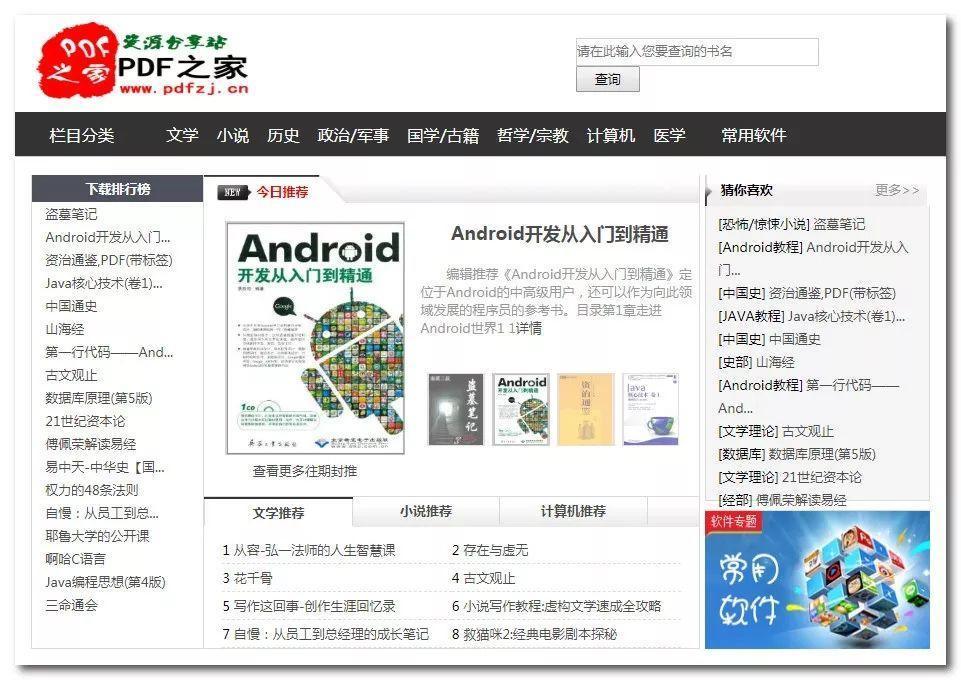 PDF
之家
资源分享站
PDF之家
www.pdfzj.cn
请在此输入您要查询的书名
查询
栏目分类 文学 小说 历史 政治/军事 国学/古籍 哲学/宗教 计算机 医学 常用软件
下载排行榜
盗墓笔记
Android开发从入门...
资治通鉴,PDF(带标签)
Java核心技术(卷1)...
中国通史
山海经
第一行代码——And...
古文观止
数据库原理(第5版)
21世纪资本论
傅佩荣解读易经
易中天-中华史【国...
权力的48条法则
自慢：从员工到总...
耶鲁大学的公开课
啊哈C语言
Java编程思想(第4版)
三命通会
NEW 今日推荐
Android
开发从入门到精通
Google
1CD
Android开发从入门到精通
编辑推荐《Android开发从入门到精通》定
位于Android的中高级用户，还可以作为向此领
域发展的程序员的参考书。目录第1章走进
Android世界1 1详情
盗墓笔记
Android
开发从入门到精通
资治通鉴
Java
核心技术 卷Ⅰ
查看更多往期封推
文学推荐 小说推荐 计算机推荐
1 从容-弘一法师的人生智慧课 2 存在与虚无
3 花千骨 4 古文观止
5 写作这回事-创作生涯回忆录 6 小说写作教程:虚构文学速成全攻略
7 自慢：从员工到总经理的成长笔记 8 救猫咪2:经典电影剧本探秘
猜你喜欢 更多>>
[恐怖/惊悚小说] 盗墓笔记
[Android教程] Android开发从入
门...
[中国史] 资治通鉴,PDF(带标签)
[JAVA教程] Java核心技术(卷1)...
[中国史] 中国通史
[史部] 山海经
[Android教程] 第一行代码——
And...
[文学理论] 古文观止
[数据库] 数据库原理(第5版)
[文学理论] 21世纪资本论
[经部] 傅佩荣解读易经
软件专题
常用
软件